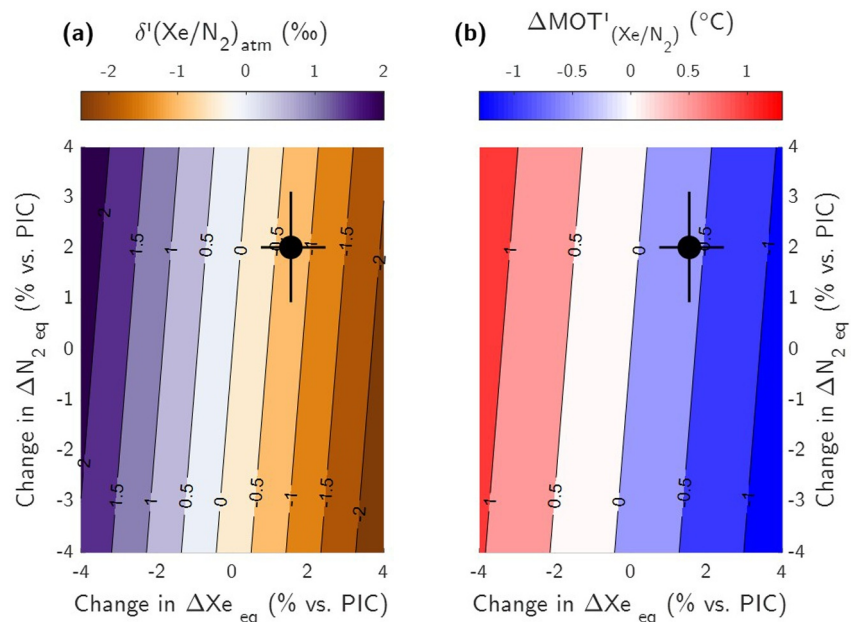 (a) δ'(Xe/N2)atm (‰)
-2 -1 0 1 2
4
3
2
1
0
-1
-2
-3
-4
Change in ΔN2 eq (% vs. PIC)
2 1.5 1 0.5 0 -0.5 -1 -1.5 -2
2 1.5 1 0.5 0 -0.5 -1 -1.5 -2
-4 -2 0 2 4
Change in ΔXe eq (% vs. PIC)
(b) ΔMOT'(Xe/N2) (°C)
-1 -0.5 0 0.5 1
1 0.5 0 -0.5 -1
1 0.5 0 -0.5 -1
4
3
2
1
0
-1
-2
-3
-4
Change in ΔN2 eq (% vs. PIC)
-4 -2 0 2 4
Change in ΔXe eq (% vs. PIC)